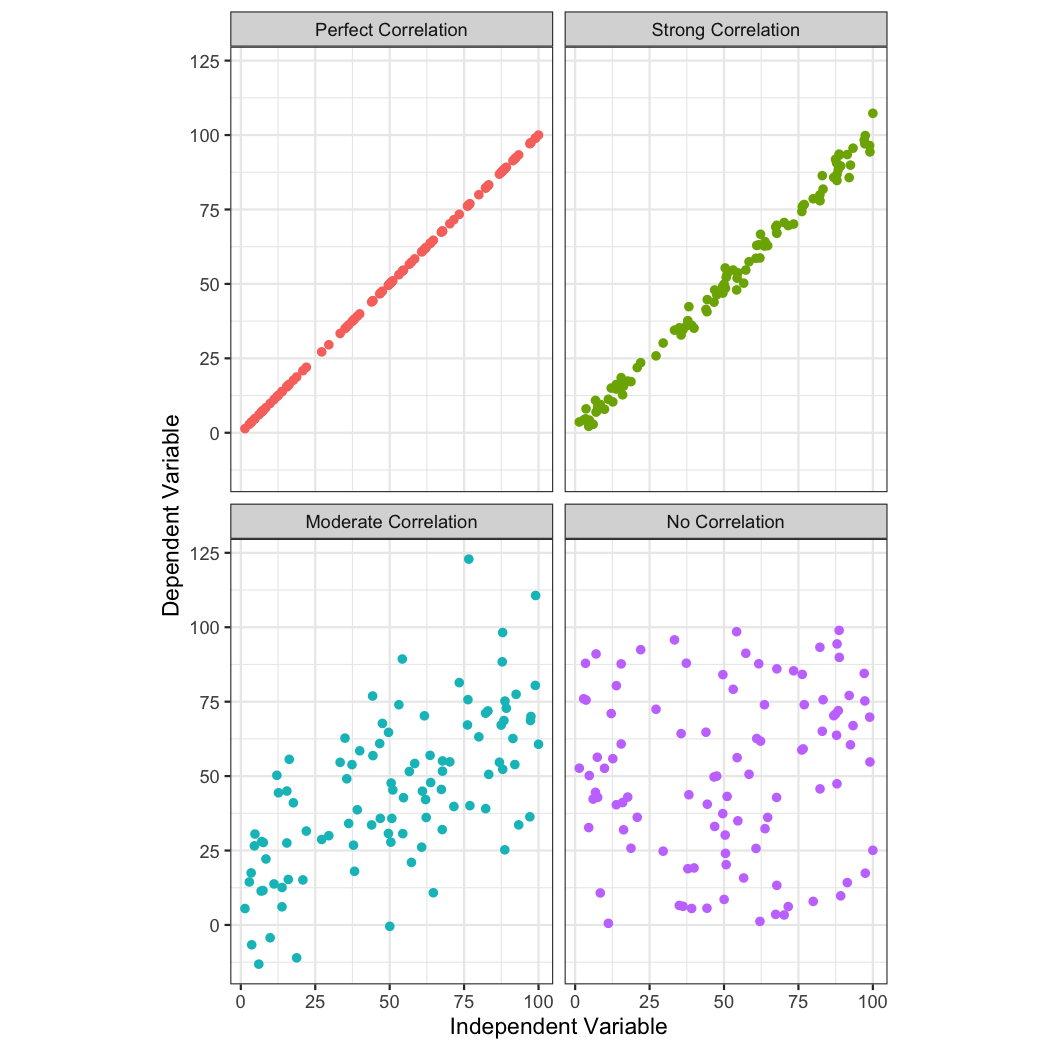 Perfect Correlation
Strong Correlation
125
100
75
50
25
0
Moderate Correlation
No Correlation
125
100
75
50
25
0
0 25 50 75 100
0 25 50 75 100
Independent Variable
Dependent Variable